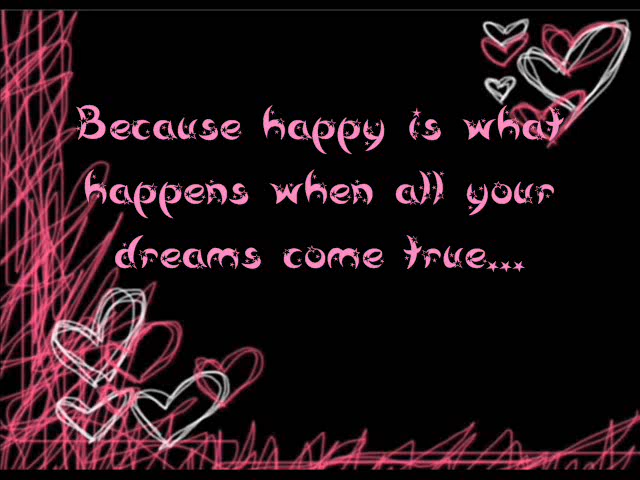 Because happy is what
happens when all your
dreams come true...